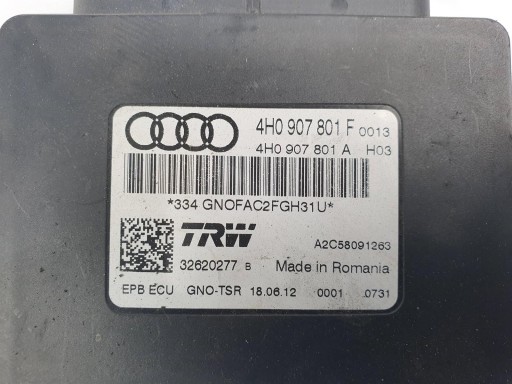 4H0 907 801 F 0013
4H0 907 801 A H03
*334 GNOFAC2FGH31U*
TRW A2C58091263
32620277 B Made in Romania
EPB ECU GNO-TSR 18.06.12 0001 0731